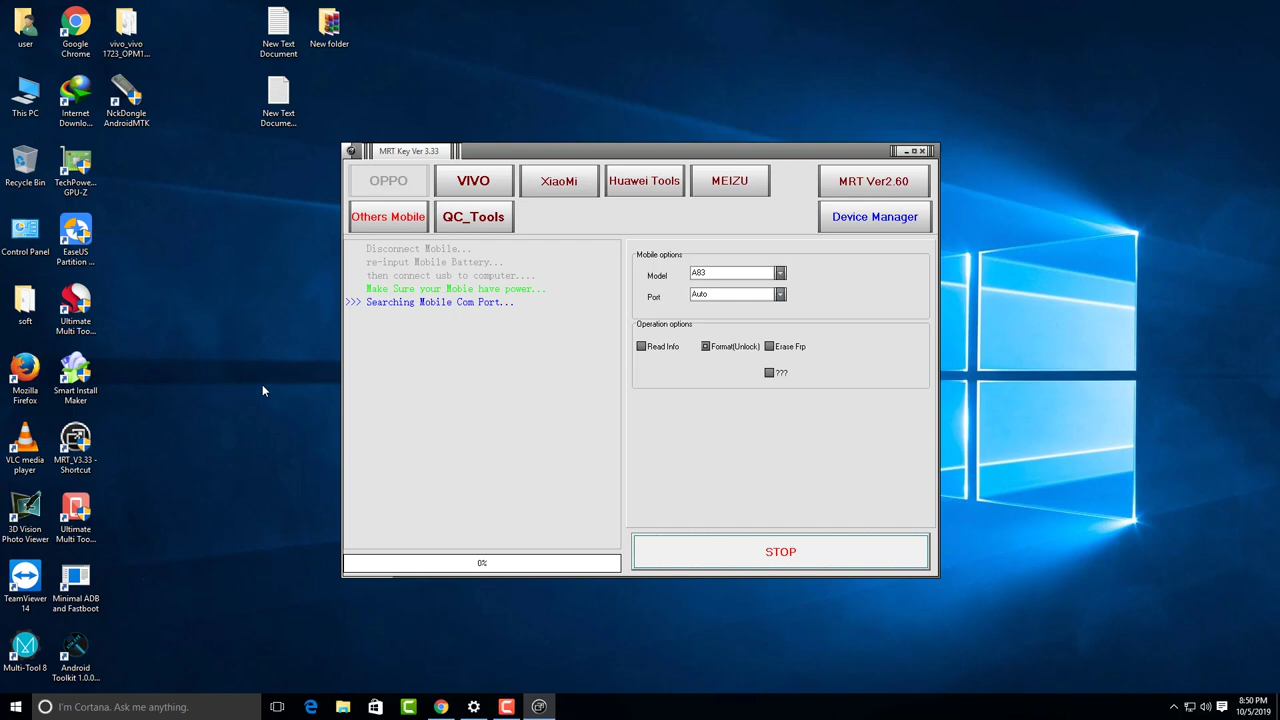 user
Google
Chrome
vivo_vivo
1723_OPM1...
New Text
Document
New folder
This PC
Internet
Downlo...
NckDongle
AndroidMTK
New Text
Docume...
Recycle Bin
TechPowe...
GPU-Z
Control Panel
EaseUS
Partition ...
soft
Ultimate
Multi Too...
Mozilla
Firefox
Smart Install
Maker
VLC media
player
MRT_V3.33 -
Shortcut
3D Vision
Photo Viewer
Ultimate
Multi Too...
TeamViewer
14
Minimal ADB
and Fastboot
Multi-Tool 8
Android
Toolkit 1.0.0...
MRT Key Ver 3.33
OPPO
VIVO
XiaoMi
Huawei Tools
MEIZU
MRT Ver2.60
Others Mobile
QC_Tools
Device Manager
Disconnect Mobile...
re-input Mobile Battery...
then connect usb to computer....
Make Sure your Mobie have power...
>>> Searching Mobile Com Port...
0%
Mobile options
Model
A83
Port
Auto
Operation options
Read Info
Format(Unlock)
Erase Frp
???
STOP
I'm Cortana. Ask me anything.
8:50 PM
10/5/2019